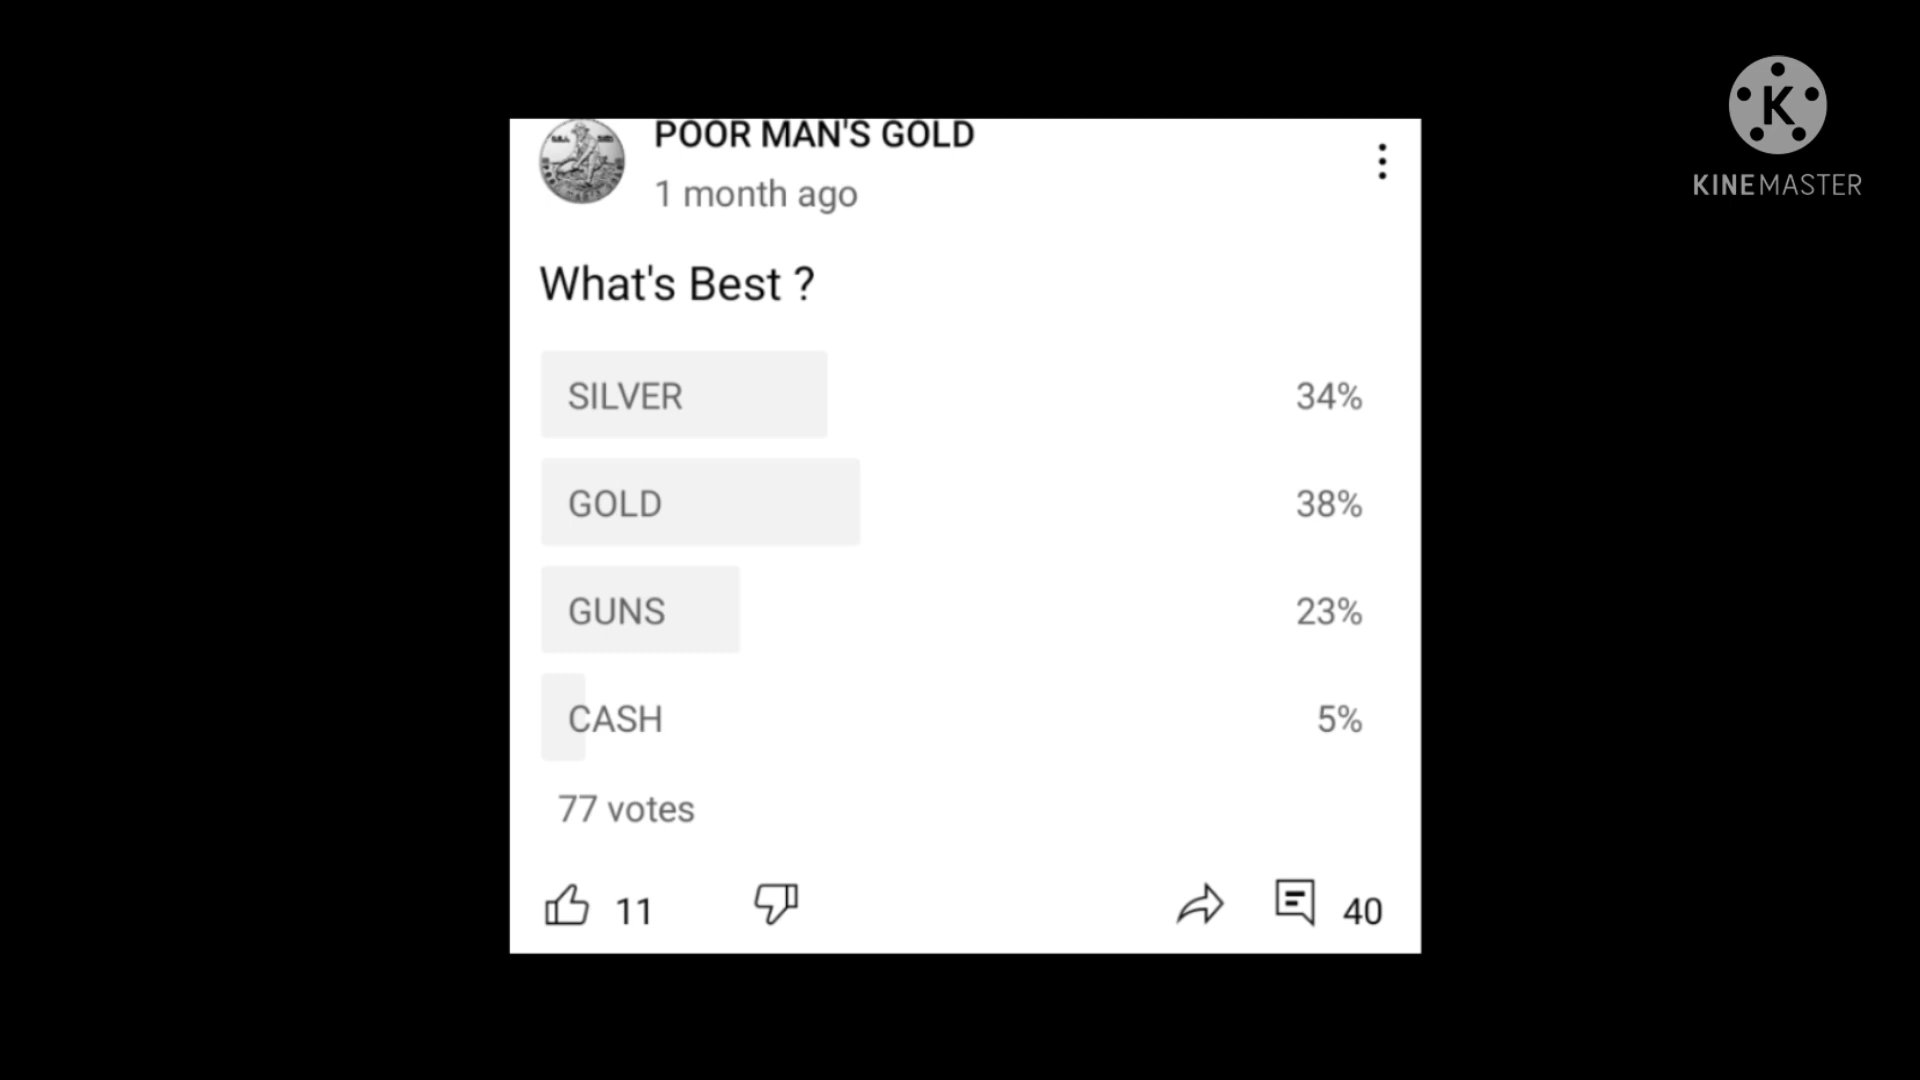 POOR MAN'S GOLD
1 month ago
What's Best ?
SILVER 34%
GOLD 38%
GUNS 23%
CASH 5%
77 votes
11 40
K
KINEMASTER